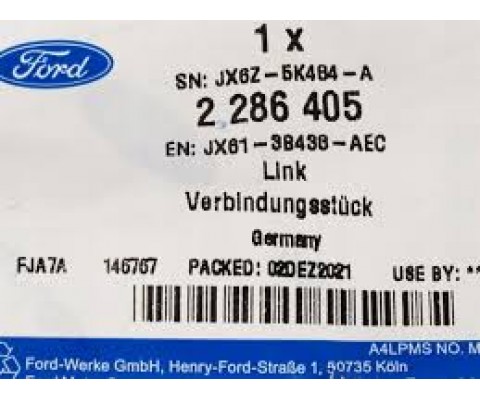 Ford
1 x
SN: JX6Z-5K484-A
2 286 405
EN: JX61-3B438-AEC
Link
Verbindungsstück
Germany
FJA7A 146767 PACKED: 02DEZ2021 USE BY: **
A4LPMS NO. M
Ford-Werke GmbH, Henry-Ford-Straße 1, 50735 Köln